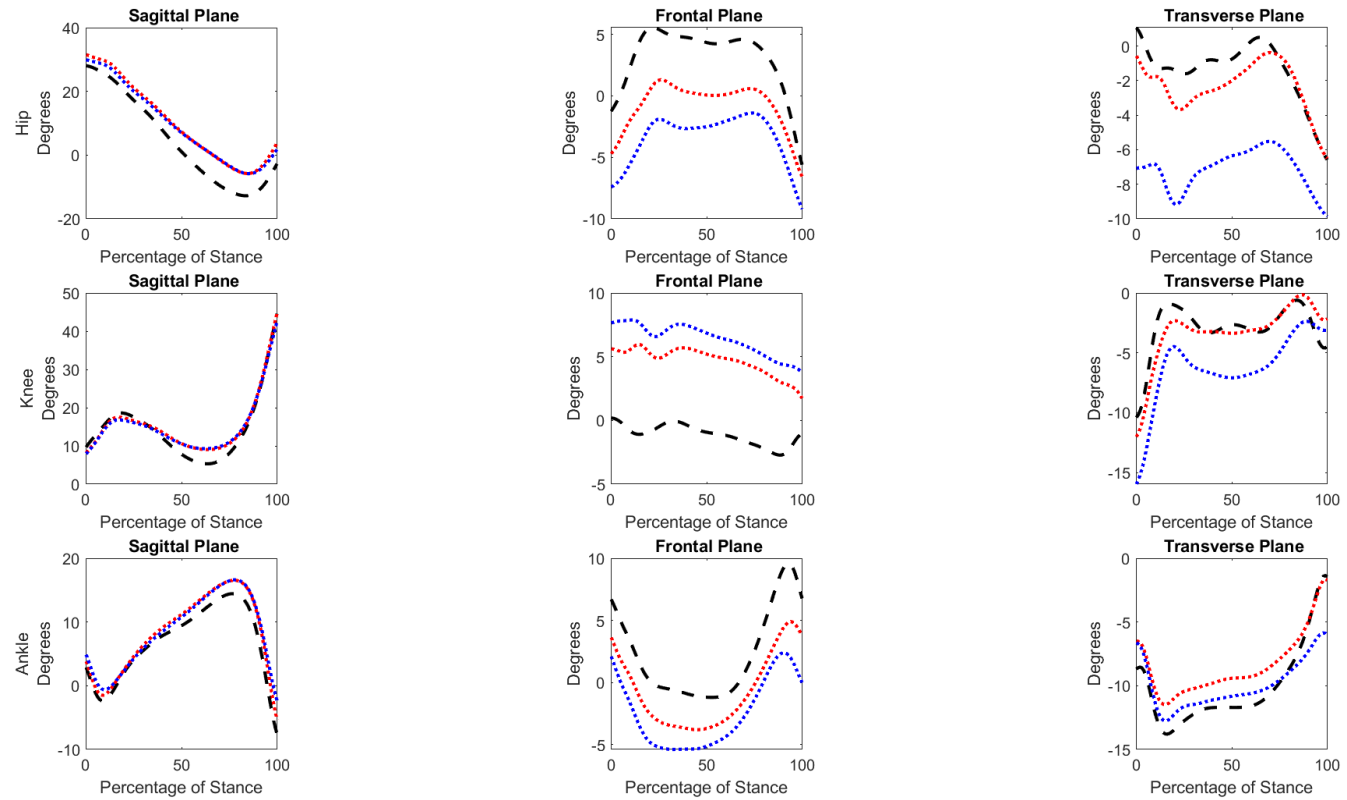 Sagittal Plane
Frontal Plane
Transverse Plane
Hip
Degrees
40
20
0
-20
0
50
100
Percentage of Stance
Degrees
5
0
-5
-10
0
50
100
Percentage of Stance
Degrees
0
-2
-4
-6
-8
-10
0
50
100
Percentage of Stance
Sagittal Plane
Frontal Plane
Transverse Plane
Knee
Degrees
50
40
30
20
10
0
0
50
100
Percentage of Stance
Degrees
10
5
0
-5
0
50
100
Percentage of Stance
Degrees
0
-5
-10
-15
0
50
100
Percentage of Stance
Sagittal Plane
Frontal Plane
Transverse Plane
Ankle
Degrees
20
10
0
-10
0
50
100
Percentage of Stance
Degrees
10
5
0
-5
0
50
100
Percentage of Stance
Degrees
0
-5
-10
-15
0
50
100
Percentage of Stance